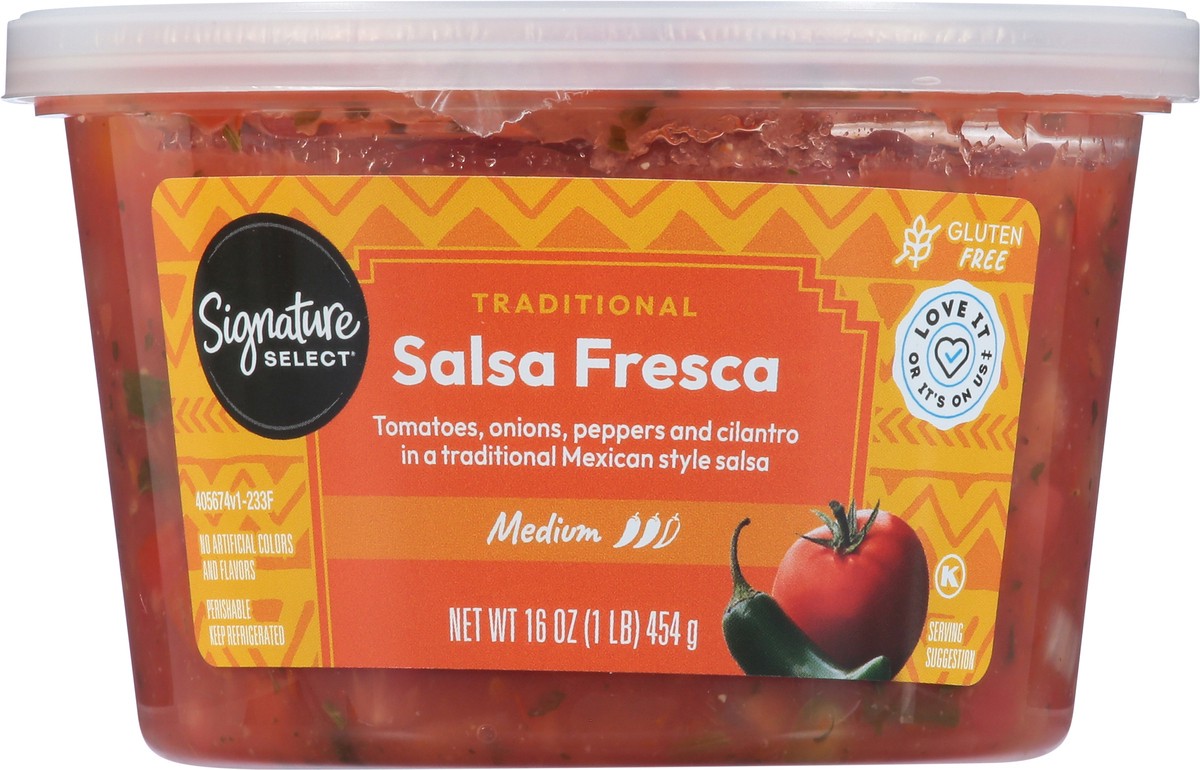 Signature
SELECT®
TRADITIONAL
Salsa Fresca
Tomatoes, onions, peppers and cilantro
in a traditional Mexican style salsa
Medium
NET WT 16 OZ (1 LB) 454 g
GLUTEN
FREE
LOVE IT
OR IT'S ON US‡
405674v1-233F
NO ARTIFICIAL COLORS
AND FLAVORS
PERISHABLE
KEEP REFRIGERATED
K
SERVING
SUGGESTION